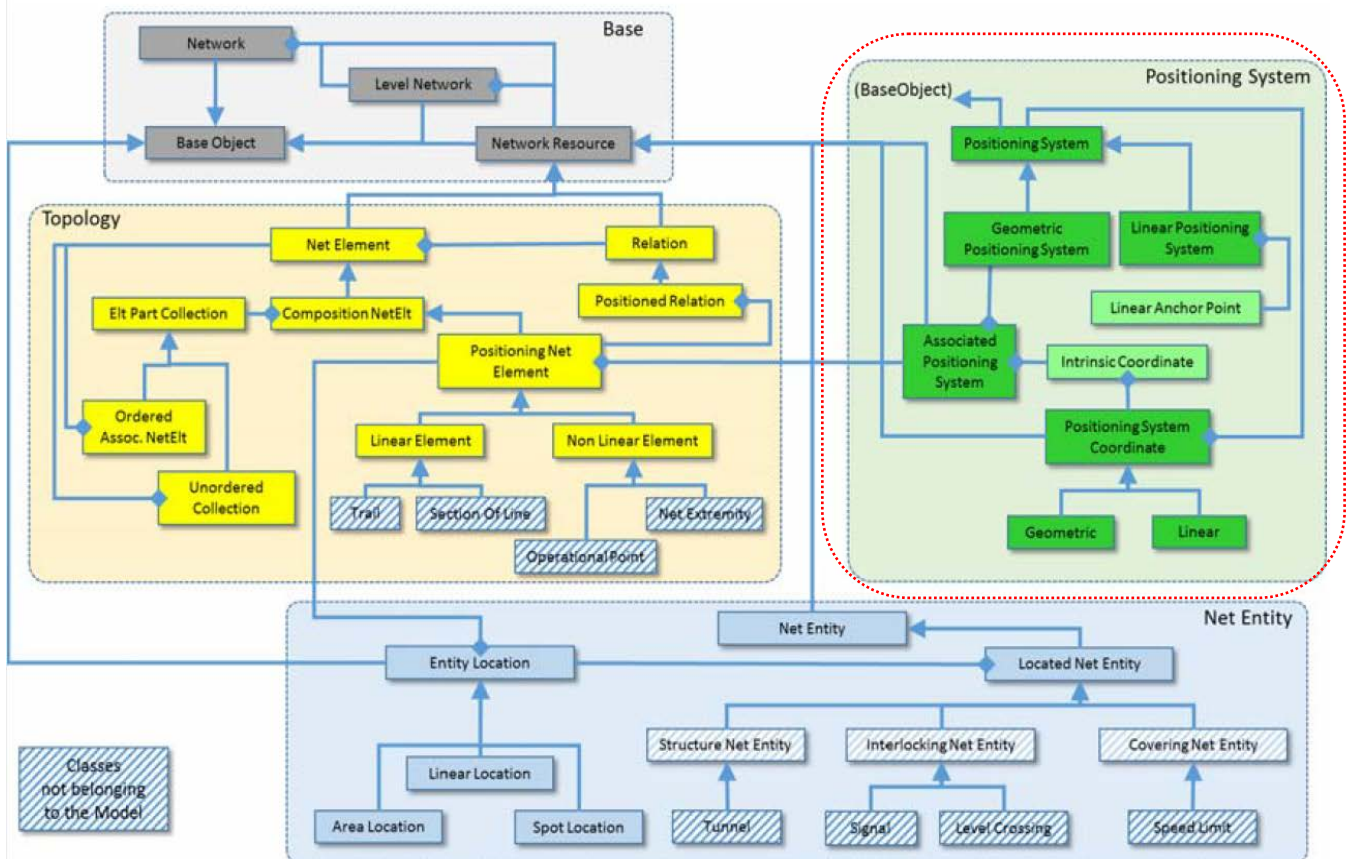 Base
Network
Level Network
Base Object
Network Resource
Positioning System
(BaseObject)
Positioning System
Geometric
Positioning System
Linear Positioning
System
Linear Anchor Point
Associated
Positioning
System
Intrinsic Coordinate
Positioning System
Coordinate
Geometric
Linear
Topology
Net Element
Relation
Elt Part Collection
Composition NetElt
Positioned Relation
Positioning Net
Element
Ordered
Assoc. NetElt
Linear Element
Non Linear Element
Unordered
Collection
Trail
Section Of Line
Net Extremity
Operational Point
Net Entity
Net Entity
Entity Location
Located Net Entity
Structure Net Entity
Interlocking Net Entity
Covering Net Entity
Linear Location
Area Location
Spot Location
Tunnel
Signal
Level Crossing
Speed Limit
Classes
not belonging
to the Model